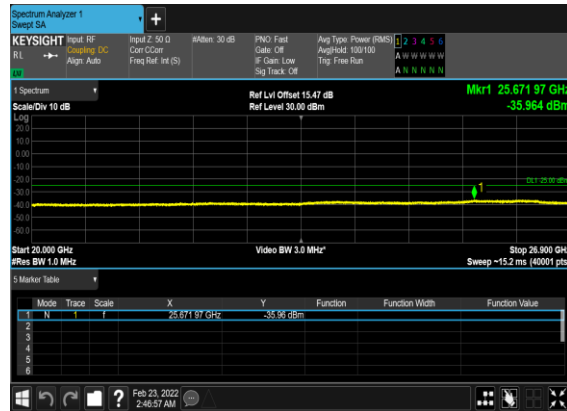 Spectrum Analyzer 1
Swept SA
+
KEYSIGHT Input: RF Input Z: 50 Ω #Atten: 30 dB PNO: Fast Avg Type: Power (RMS) 1 2 3 4 5 6
RL Coupling: DC Corr CCorr Gate: Off Avg|Hold: 100/100 A W W W W W
Align: Auto Freq Ref: Int (S) IF Gain: Low Trig: Free Run
Sig Track: Off A N N N N N
1 Spectrum Ref Lvl Offset 15.47 dB Mkr1 25.671 97 GHz
Scale/Div 10 dB Ref Level 30.00 dBm -35.964 dBm
Log
20.0
10.0
0.00
-10.0
-20.0
DL1 -25.00 dBm
-30.0
1
-40.0
-50.0
-60.0
Start 20.000 GHz Video BW 3.0 MHz* Stop 26.900 GHz
#Res BW 1.0 MHz Sweep ~15.2 ms (40001 pts)
5 Marker Table
Mode Trace Scale X Y Function Function Width Function Value
1 N 1 f 25.671 97 GHz -35.96 dBm
2
3
4
5
6
? Feb 23, 2022
2:46:57 AM